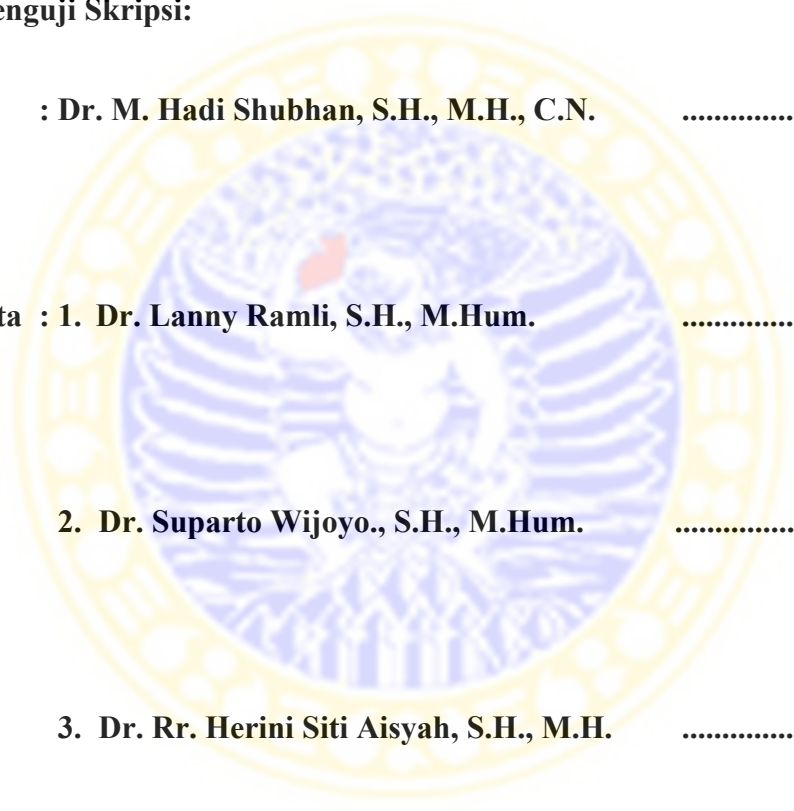 enguji Skripsi:
: Dr. M. Hadi Shubhan, S.H., M.H., C.N. ..............
ta : 1. Dr. Lanny Ramli, S.H., M.Hum. ..............
2. Dr. Suparto Wijoyo., S.H., M.Hum. ...............
3. Dr. Rr. Herini Siti Aisyah, S.H., M.H. ..............